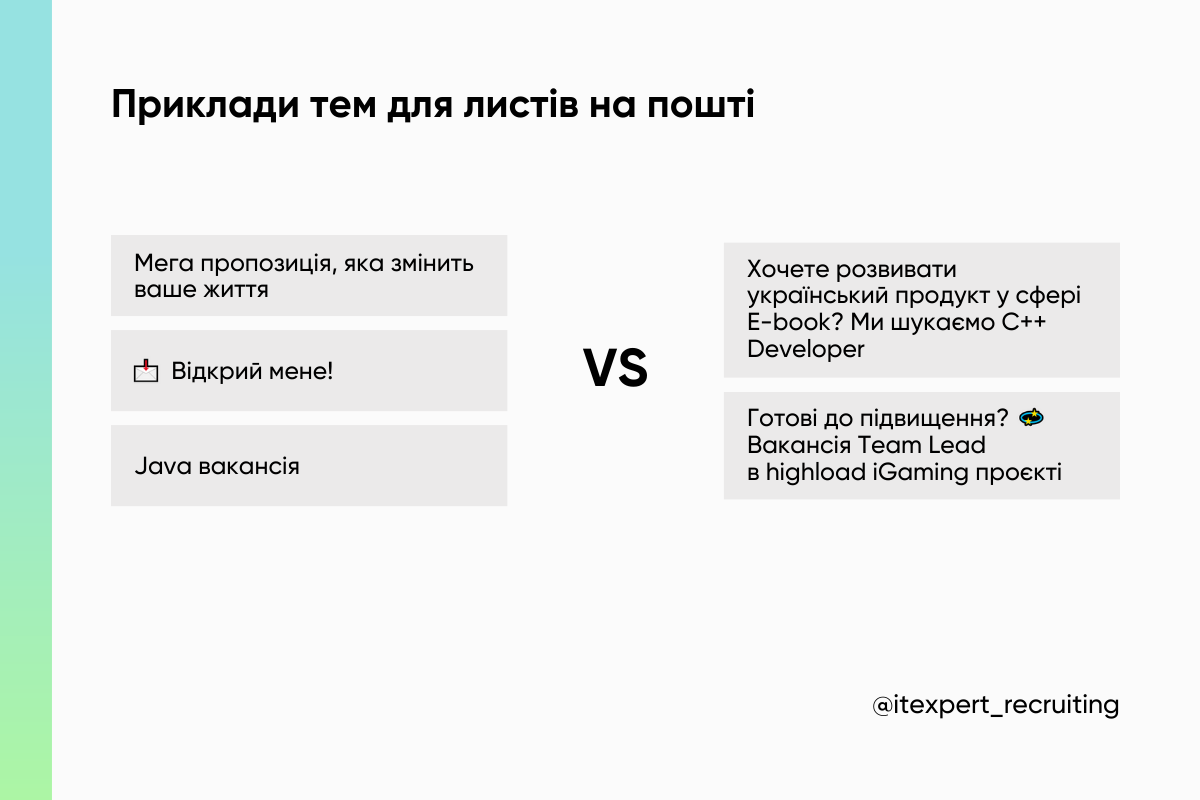 Приклади тем для листів на пошті
Мега пропозиція, яка змінить
ваше життя
📩 Відкрий мене!
Java вакансія
VS
Хочете розвивати
український продукт у сфері
E-book? Ми шукаємо C++
Developer
Готові до підвищення? 💫
Вакансія Team Lead
в highload iGaming проєкті
@itexpert_recruiting